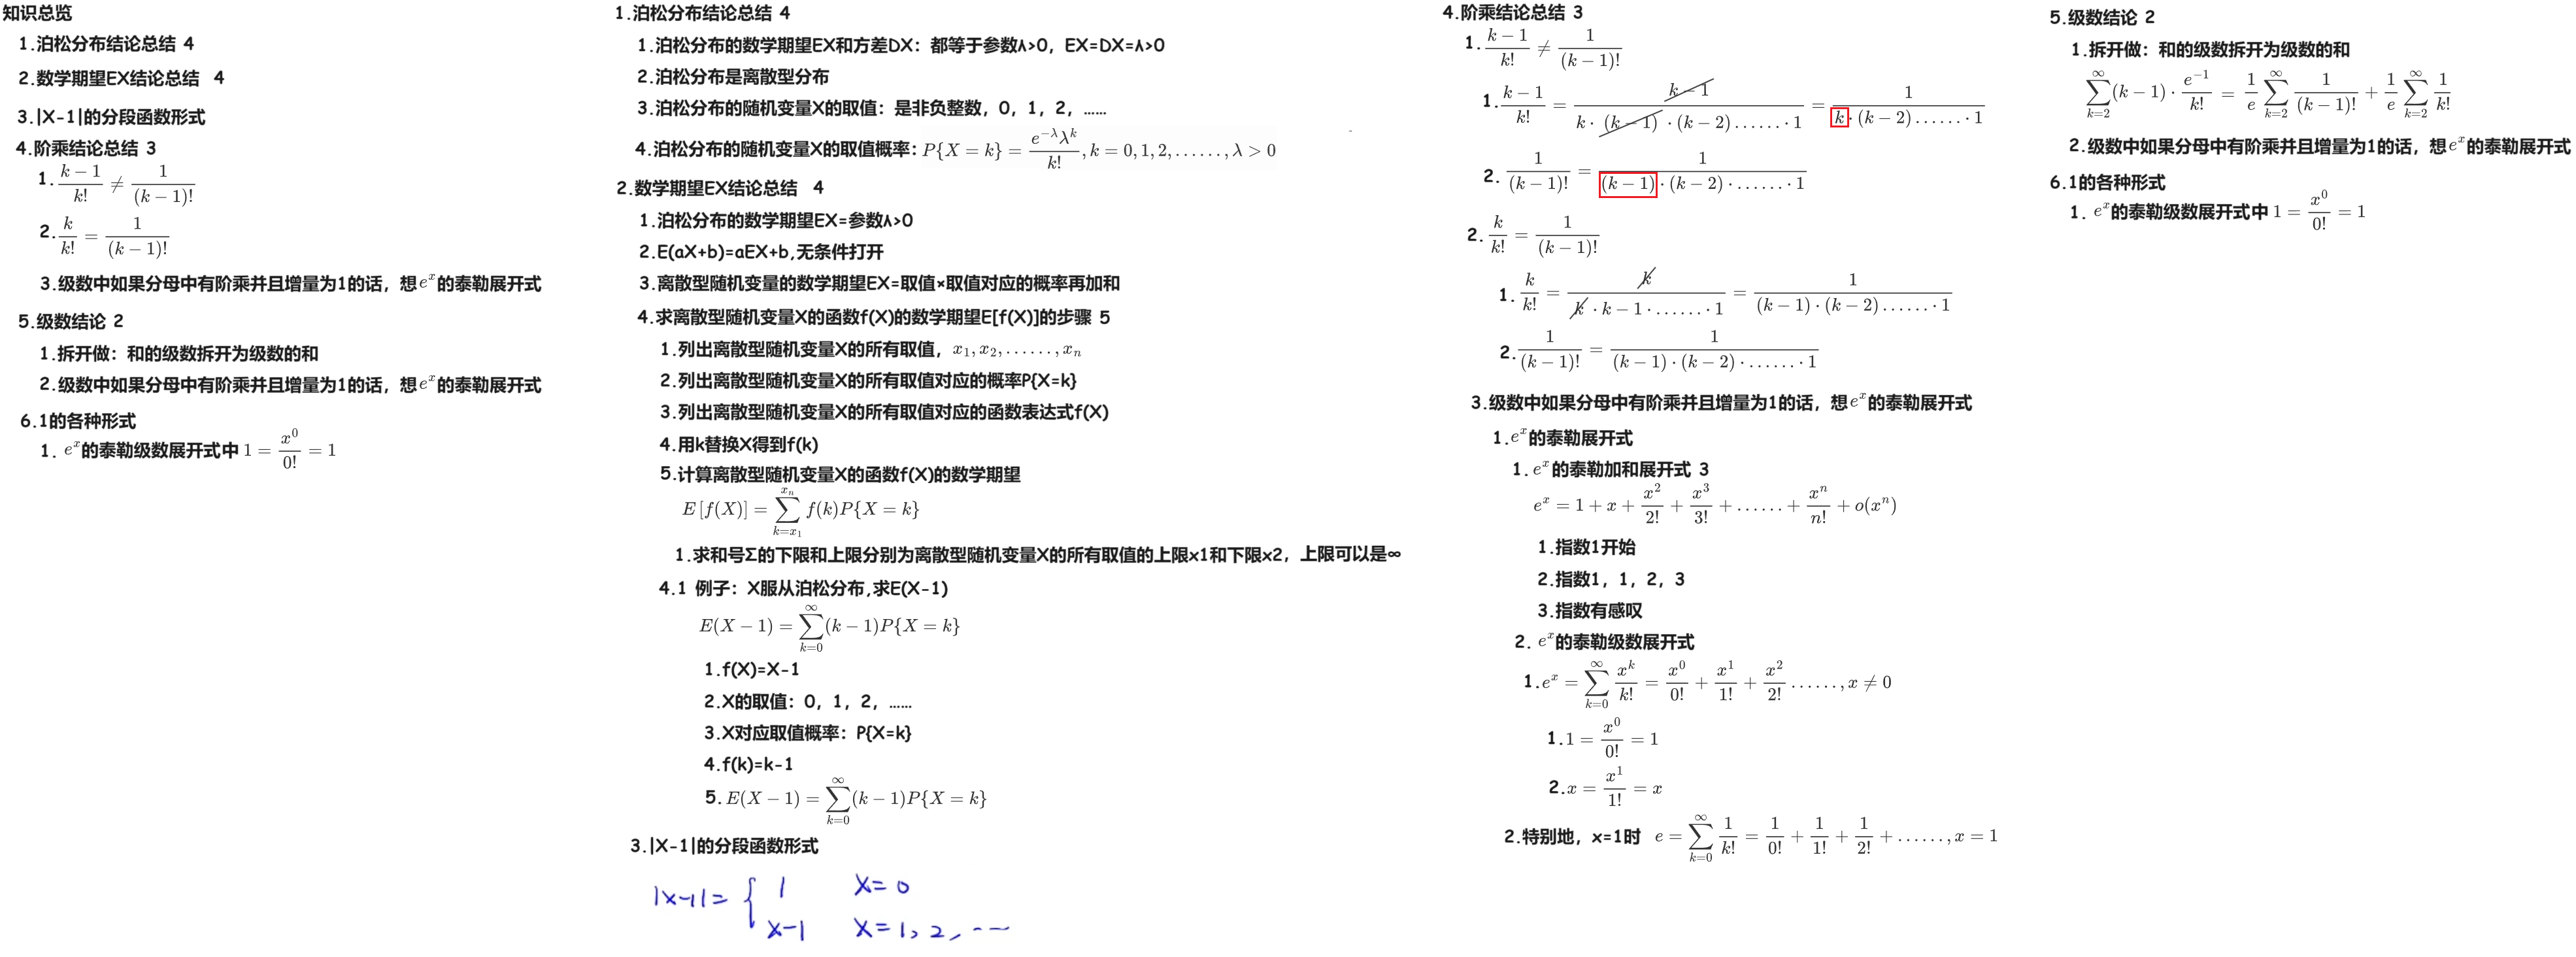 知识总览
1.泊松分布结论总结 4
2.数学期望EX结论总结 4
3.|X-1|的分段函数形式
4.阶乘结论总结 3
1. \frac{k-1}{k!} ≠ \frac{1}{(k-1)!}
2. \frac{k}{k!} = \frac{1}{(k-1)!}
3.级数中如果分母中有阶乘并且增量为1的话，想e^x的泰勒展开式
5.级数结论 2
1.拆开做：和的级数拆开为级数的和
2.级数中如果分母中有阶乘并且增量为1的话，想e^x的泰勒展开式
6.1的各种形式
1. e^x的泰勒级数展开式中 1 = \frac{x^0}{0!} = 1
1.泊松分布结论总结 4
1.泊松分布的数学期望EX和方差DX：都等于参数λ>0，EX=DX=λ>0
2.泊松分布是离散型分布
3.泊松分布的随机变量X的取值：是非负整数，0，1，2，……
4.泊松分布的随机变量X的取值概率：P\{X=k\} = \frac{e^{-λ}λ^k}{k!}, k=0,1,2,......,λ>0
2.数学期望EX结论总结 4
1.泊松分布的数学期望EX=参数λ>0
2.E(aX+b)=aEX+b,无条件打开
3.离散型随机变量的数学期望EX=取值×取值对应的概率再加和
4.求离散型随机变量X的函数f(X)的数学期望E[f(X)]的步骤 5
1.列出离散型随机变量X的所有取值，x_1,x_2,......,x_n
2.列出离散型随机变量X的所有取值对应的概率P{X=k}
3.列出离散型随机变量X的所有取值对应的函数表达式f(X)
4.用k替换X得到f(k)
5.计算离散型随机变量X的函数f(X)的数学期望
E[f(X)] = \sum_{k=x_1}^{x_n} f(k)P\{X=k\}
1.求和号Σ的下限和上限分别为离散型随机变量X的所有取值的上限x1和下限x2，上限可以是∞
4.1 例子：X服从泊松分布,求E(X-1)
E(X-1) = \sum_{k=0}^{∞}(k-1)P\{X=k\}
1.f(X)=X-1
2.X的取值：0，1，2，……
3.X对应取值概率：P{X=k}
4.f(k)=k-1
5. E(X-1) = \sum_{k=0}^{∞}(k-1)P\{X=k\}
3.|X-1|的分段函数形式
|X-1|= { 1 X=0
X-1 X=1,2,……
4.阶乘结论总结 3
1. \frac{k-1}{k!} ≠ \frac{1}{(k-1)!}
1. \frac{k-1}{k!} = \frac{k-1}{k·(k-1)·(k-2)......·1} = \frac{1}{k·(k-2)......·1}
2. \frac{1}{(k-1)!} = \frac{1}{(k-1)·(k-2)·......·1}
2. \frac{k}{k!} = \frac{1}{(k-1)!}
1. \frac{k}{k!} = \frac{k}{k·k-1·......·1} = \frac{1}{(k-1)·(k-2)......·1}
2. \frac{1}{(k-1)!} = \frac{1}{(k-1)·(k-2)·......·1}
3.级数中如果分母中有阶乘并且增量为1的话，想e^x的泰勒展开式
1.e^x的泰勒展开式
1. e^x的泰勒加和展开式 3
e^x = 1 + x + \frac{x^2}{2!} + \frac{x^3}{3!} + ...... + \frac{x^n}{n!} + o(x^n)
1.指数1开始
2.指数1，1，2，3
3.指数有感叹
2. e^x的泰勒级数展开式
1.e^x = \sum_{k=0}^{∞} \frac{x^k}{k!} = \frac{x^0}{0!} + \frac{x^1}{1!} + \frac{x^2}{2!} ......, x ≠ 0
1.1 = \frac{x^0}{0!} = 1
2.x = \frac{x^1}{1!} = x
2.特别地，x=1时 e = \sum_{k=0}^{∞} \frac{1}{k!} = \frac{1}{0!} + \frac{1}{1!} + \frac{1}{2!} + ......, x = 1
5.级数结论 2
1.拆开做：和的级数拆开为级数的和
\sum_{k=2}^{∞}(k-1)·\frac{e^{-1}}{k!} = \frac{1}{e}\sum_{k=2}^{∞}\frac{1}{(k-1)!} + \frac{1}{e}\sum_{k=2}^{∞}\frac{1}{k!}
2.级数中如果分母中有阶乘并且增量为1的话，想e^x的泰勒展开式
6.1的各种形式
1. e^x的泰勒级数展开式中 1 = \frac{x^0}{0!} = 1